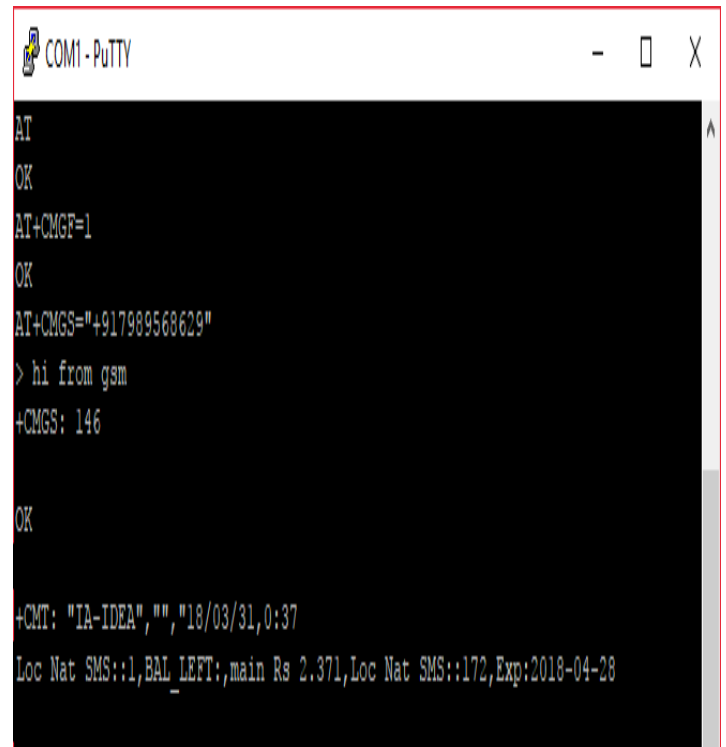 COM1 - PuTTY
AT
OK
AT+CMGF=1
OK
AT+CMGS="+917989568629"
> hi from gsm
+CMGS: 146
OK
+CMT: "IA-IDEA","","18/03/31,0:37
Loc Nat SMS::1,BAL_LEFT:,main Rs 2.371,Loc Nat SMS::172,Exp:2018-04-28